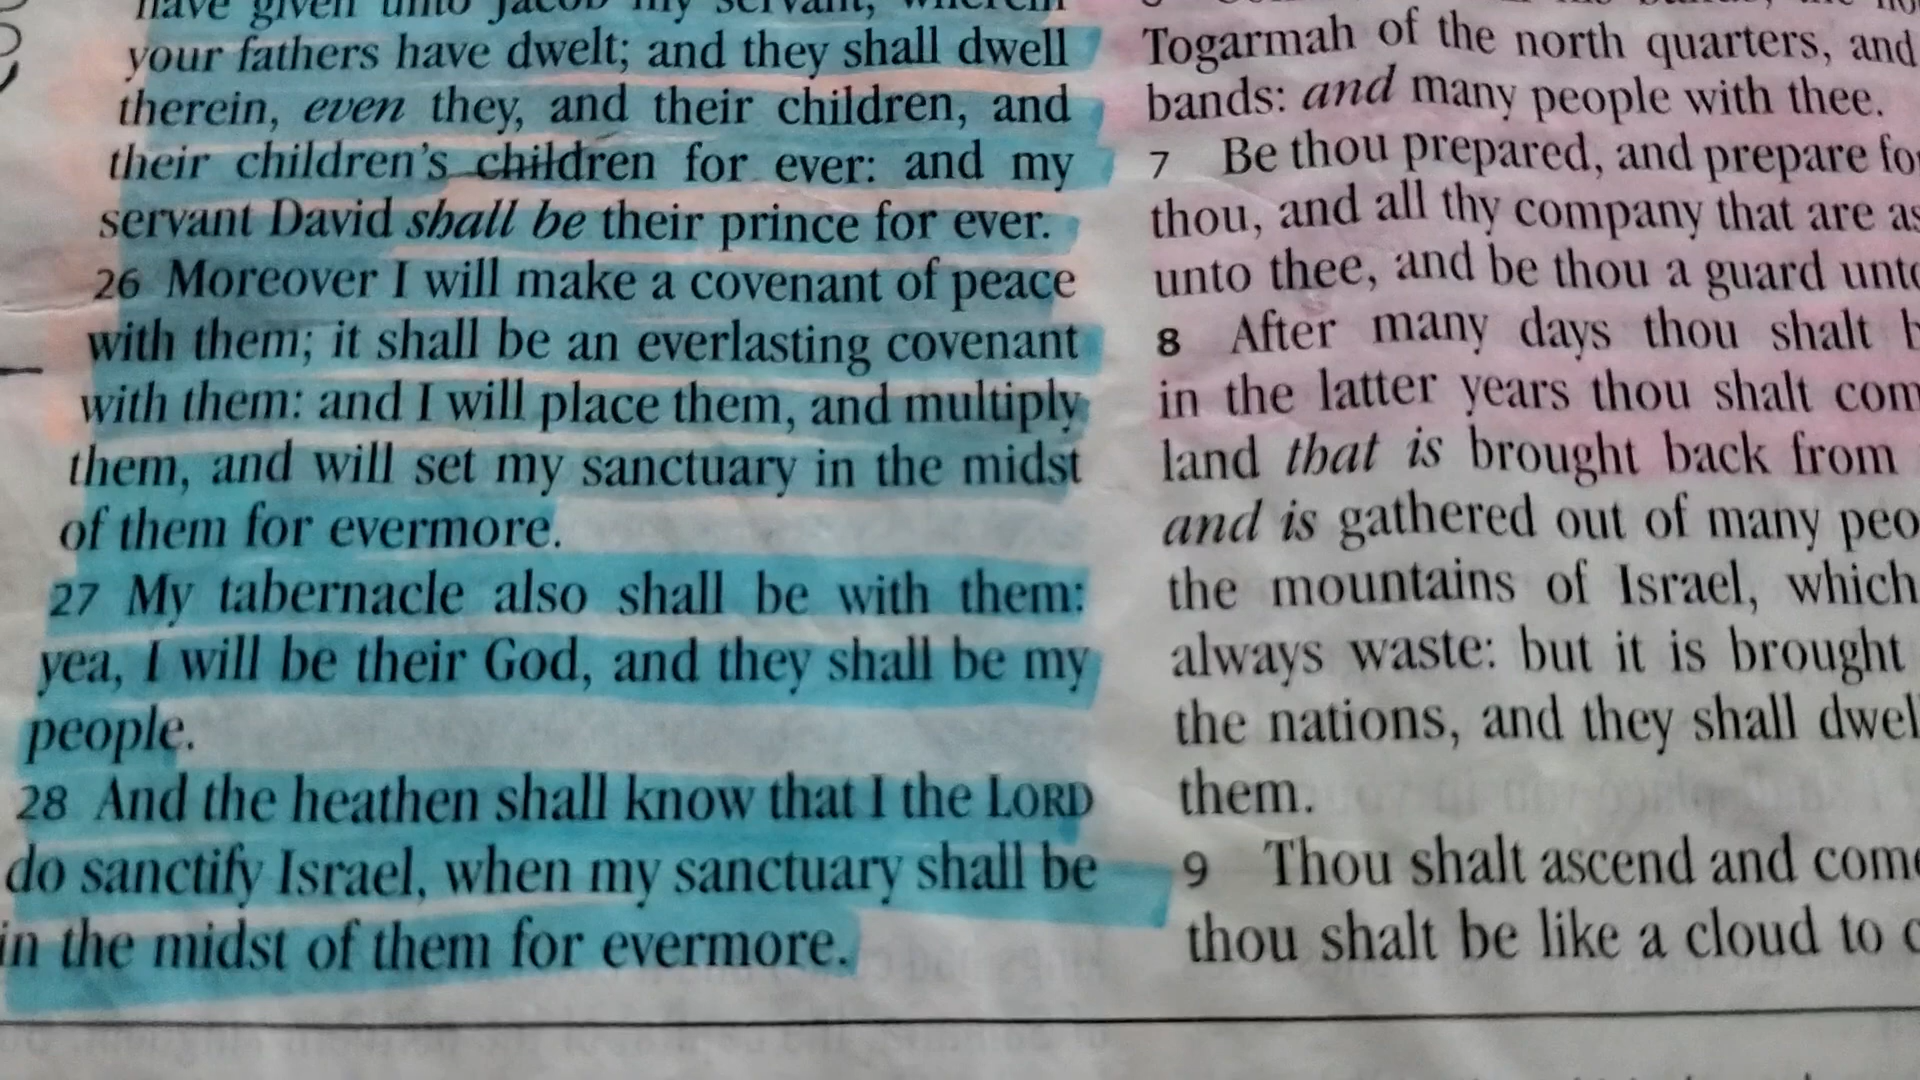 have given unto Jacob my servant, wherein
your fathers have dwelt; and they shall dwell
therein, even they, and their children, and
their children's children for ever: and my
servant David shall be their prince for ever.
26 Moreover I will make a covenant of peace
with them; it shall be an everlasting covenant
with them: and I will place them, and multiply
them, and will set my sanctuary in the midst
of them for evermore.
27 My tabernacle also shall be with them:
yea, I will be their God, and they shall be my
people.
28 And the heathen shall know that I the LORD
do sanctify Israel, when my sanctuary shall be
in the midst of them for evermore.
Togarmah of the north quarters, and
bands: and many people with thee.
7 Be thou prepared, and prepare for
thou, and all thy company that are as
unto thee, and be thou a guard unto
8 After many days thou shalt b
in the latter years thou shalt com
land that is brought back from
and is gathered out of many peo
the mountains of Israel, which
always waste: but it is brought
the nations, and they shall dwel
them.
9 Thou shalt ascend and come
thou shalt be like a cloud to c